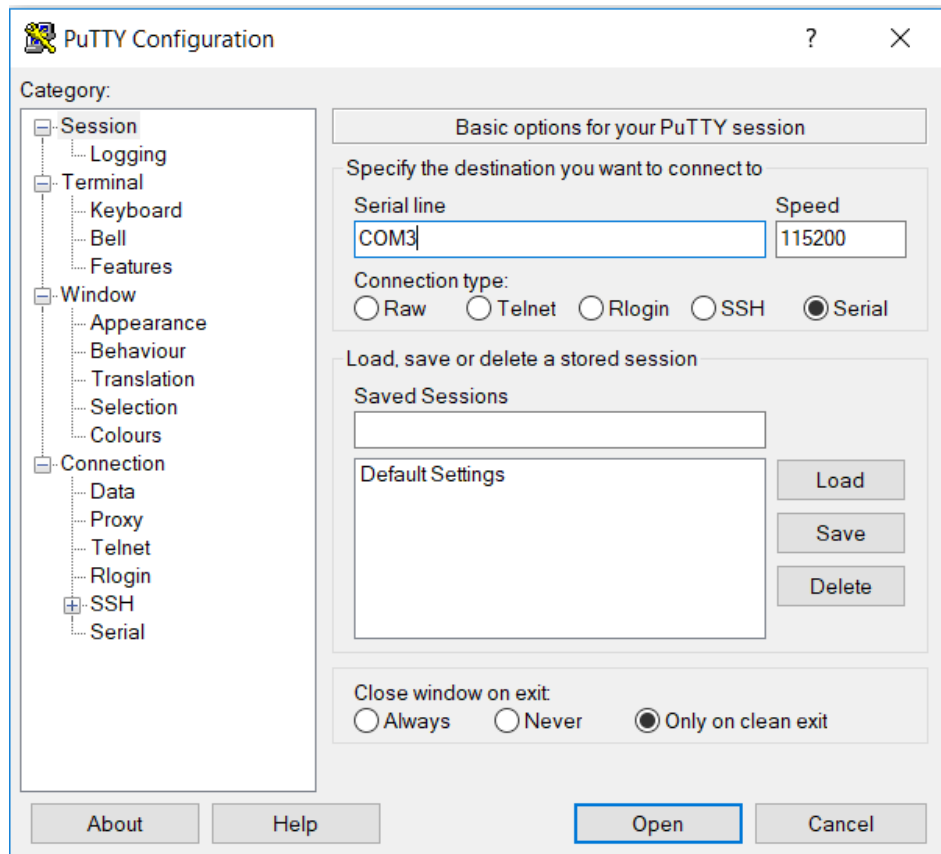 PuTTY Configuration
?
Category:
Session
Logging
Terminal
Keyboard
Bell
Features
Window
Appearance
Behaviour
Translation
Selection
Colours
Connection
Data
Proxy
Telnet
Rlogin
SSH
Serial
Basic options for your PuTTY session
Specify the destination you want to connect to
Serial line Speed
COM3 115200
Connection type:
Raw Telnet Rlogin SSH Serial
Load, save or delete a stored session
Saved Sessions
Default Settings
Load
Save
Delete
Close window on exit:
Always Never Only on clean exit
About Help Open Cancel